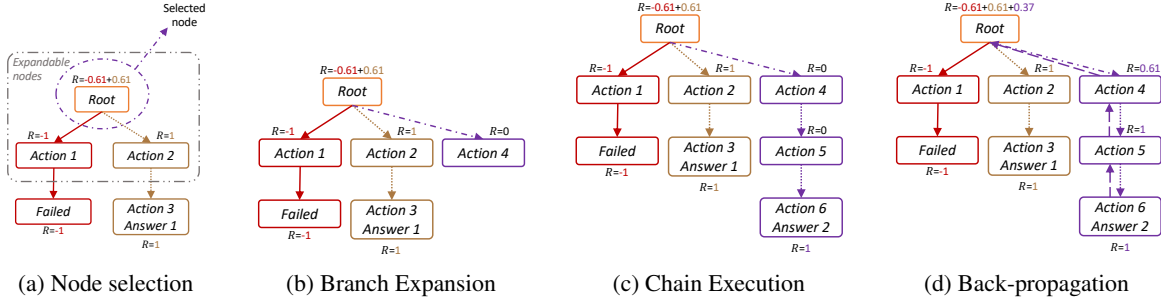 Selected
node
Expandable
nodes
R=-0.61+0.61
Root
R=-1
R=1
Action 1
Action 2
Failed
Action 3
Answer 1
R=-1
R=1
(a) Node selection
R=-0.61+0.61
Root
R=-1
R=1
R=0
Action 1
Action 2
Action 4
Failed
Action 3
Answer 1
R=-1
R=1
(b) Branch Expansion
R=-0.61+0.61
Root
R=-1
R=1
R=0
Action 1
Action 2
Action 4
R=0
Failed
Action 3
Answer 1
Action 5
R=-1
R=1
Action 6
Answer 2
R=1
(c) Chain Execution
R=-0.61+0.61+0.37
Root
R=-1
R=1
R=0.61
Action 1
Action 2
Action 4
R=1
Failed
Action 3
Answer 1
Action 5
R=-1
R=1
Action 6
Answer 2
R=1
(d) Back-propagation